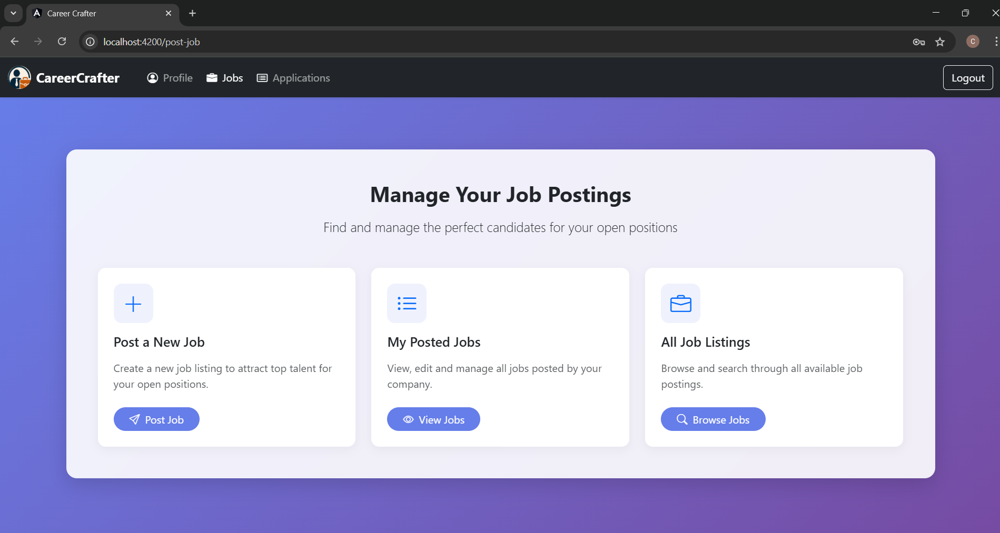 Career Crafter
localhost:4200/post-job
C
CareerCrafter
Profile
Jobs
Applications
Logout
Manage Your Job Postings
Find and manage the perfect candidates for your open positions
Post a New Job
Create a new job listing to attract top talent for
your open positions.
Post Job
My Posted Jobs
View, edit and manage all jobs posted by your
company.
View Jobs
All Job Listings
Browse and search through all available job
postings.
Browse Jobs